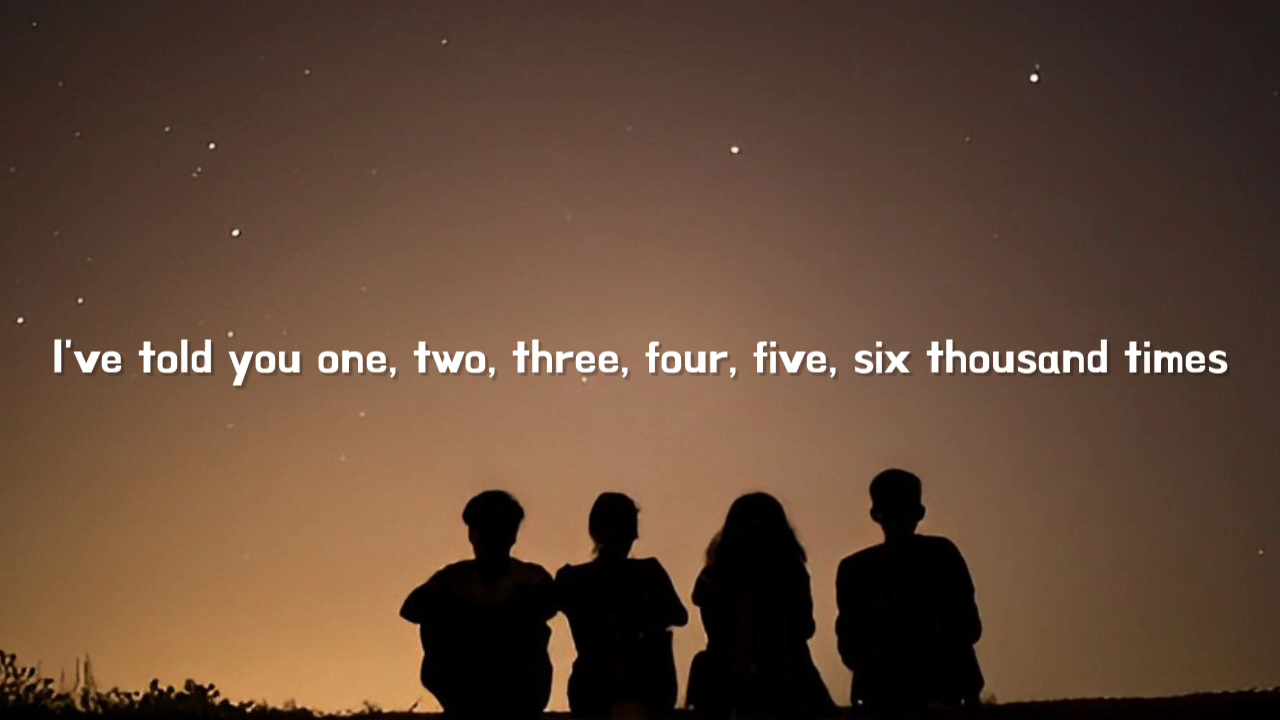 I've told you one, two, three, four, five, six thousand times